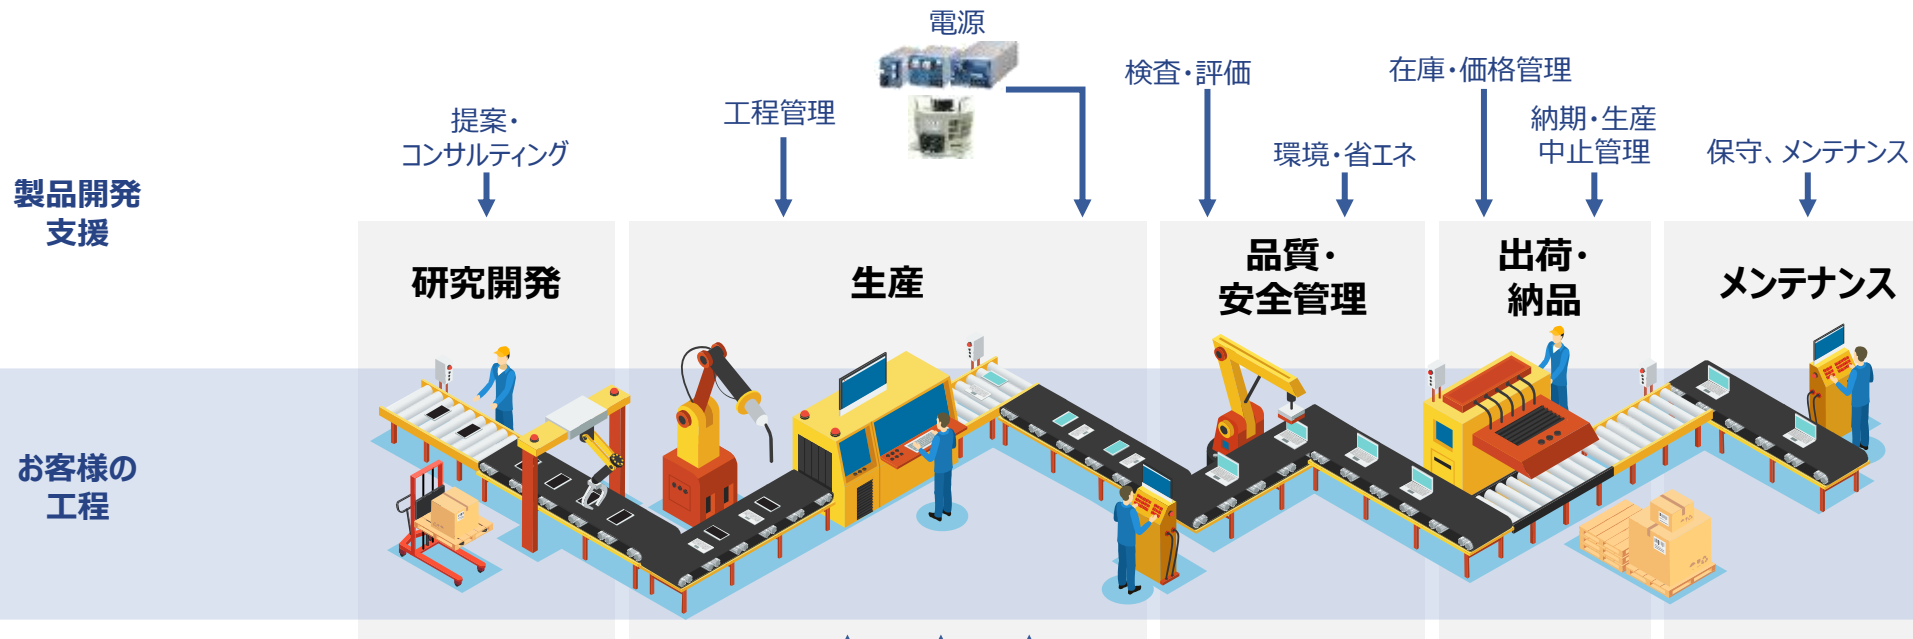 電源
検査・評価
在庫・価格管理
工程管理
提案・
コンサルティング
納期・生産
中止管理
環境・省エネ
保守、メンテナンス
製品開発
支援
研究開発
生産
品質・
安全管理
出荷・
納品
メンテナンス
お客様の
工程